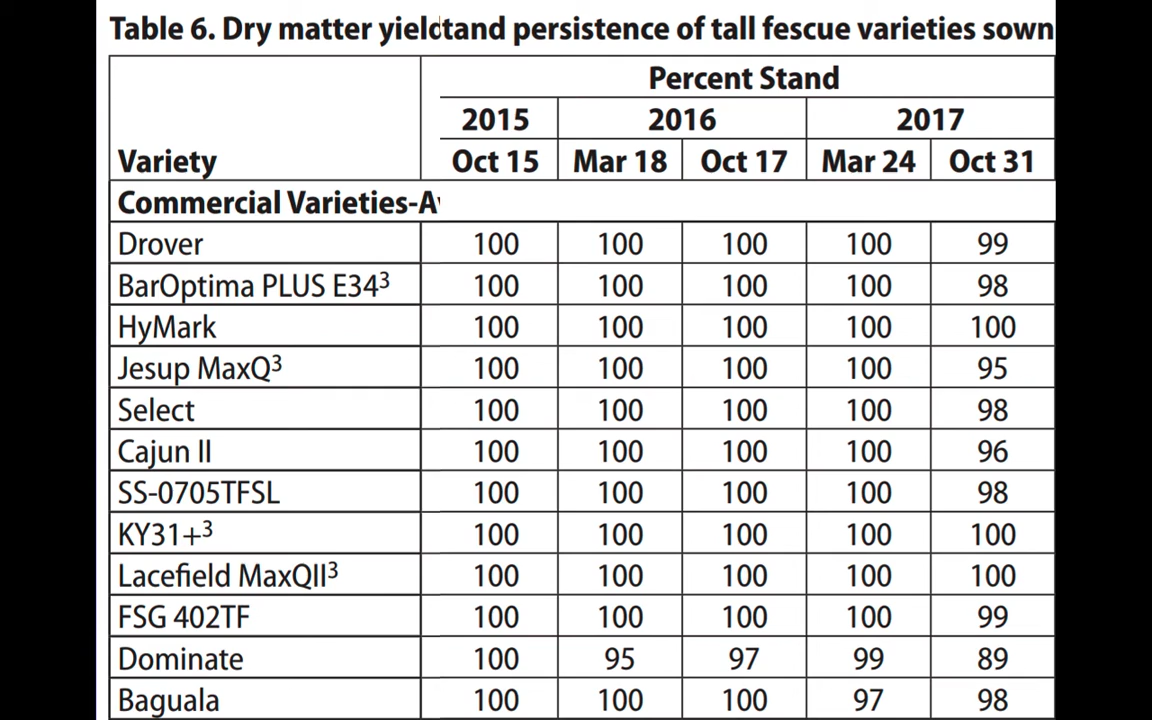 Table 6. Dry matter yield tand persistence of tall fescue varieties sown
Percent Stand
2015 2016 2017
Variety Oct 15 Mar 18 Oct 17 Mar 24 Oct 31
Commercial Varieties-A
Drover 100 100 100 100 99
BarOptima PLUS E34³ 100 100 100 100 98
HyMark 100 100 100 100 100
Jesup MaxQ³ 100 100 100 100 95
Select 100 100 100 100 98
Cajun II 100 100 100 100 96
SS-0705TFSL 100 100 100 100 98
KY31+³ 100 100 100 100 100
Lacefield MaxQII³ 100 100 100 100 100
FSG 402TF 100 100 100 100 99
Dominate 100 95 97 99 89
Baguala 100 100 100 97 98